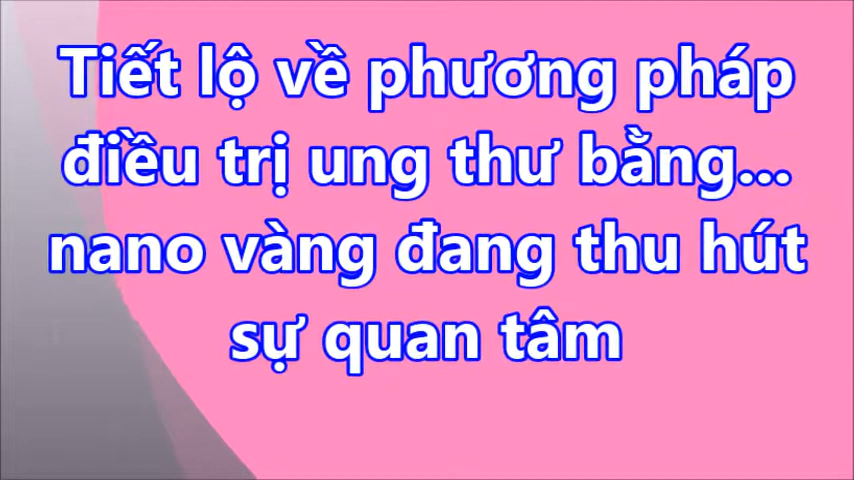 Tiết lộ về phương pháp
điều trị ung thư bằng...
nano vàng đang thu hút
sự quan tâm